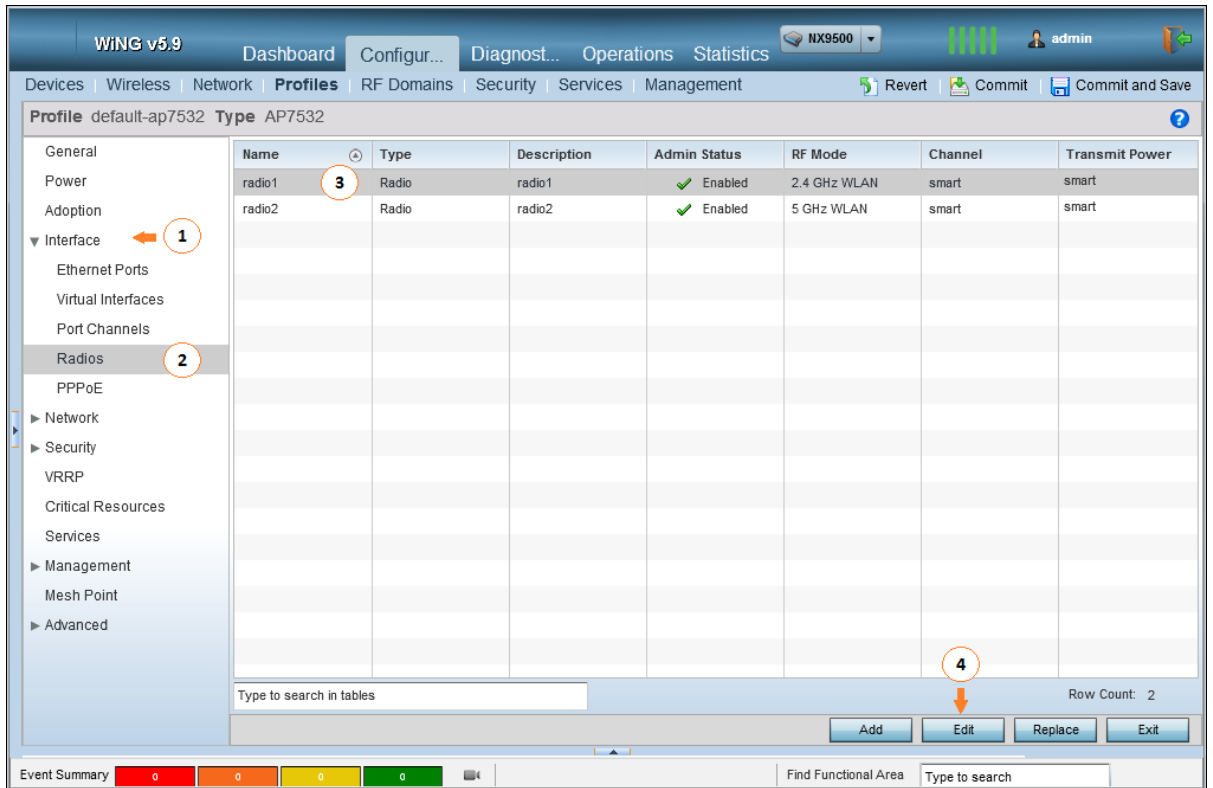 WiNG v5.9 Dashboard Configur... Diagnost... Operations Statistics NX9500 admin
Devices Wireless Network Profiles RF Domains Security Services Management Revert Commit Commit and Save
Profile default-ap7532 Type AP7532
General
Power
Adoption
Interface 1
Ethernet Ports
Virtual Interfaces
Port Channels
Radios 2
PPPoE
Network
Security
VRRP
Critical Resources
Services
Management
Mesh Point
Advanced
Name Type Description Admin Status RF Mode Channel Transmit Power
radio1 3 Radio radio1 Enabled 2.4 GHz WLAN smart smart
radio2 Radio radio2 Enabled 5 GHz WLAN smart smart
4
Type to search in tables Row Count: 2
Add Edit Replace Exit
Event Summary 0 0 0 0 Find Functional Area Type to search